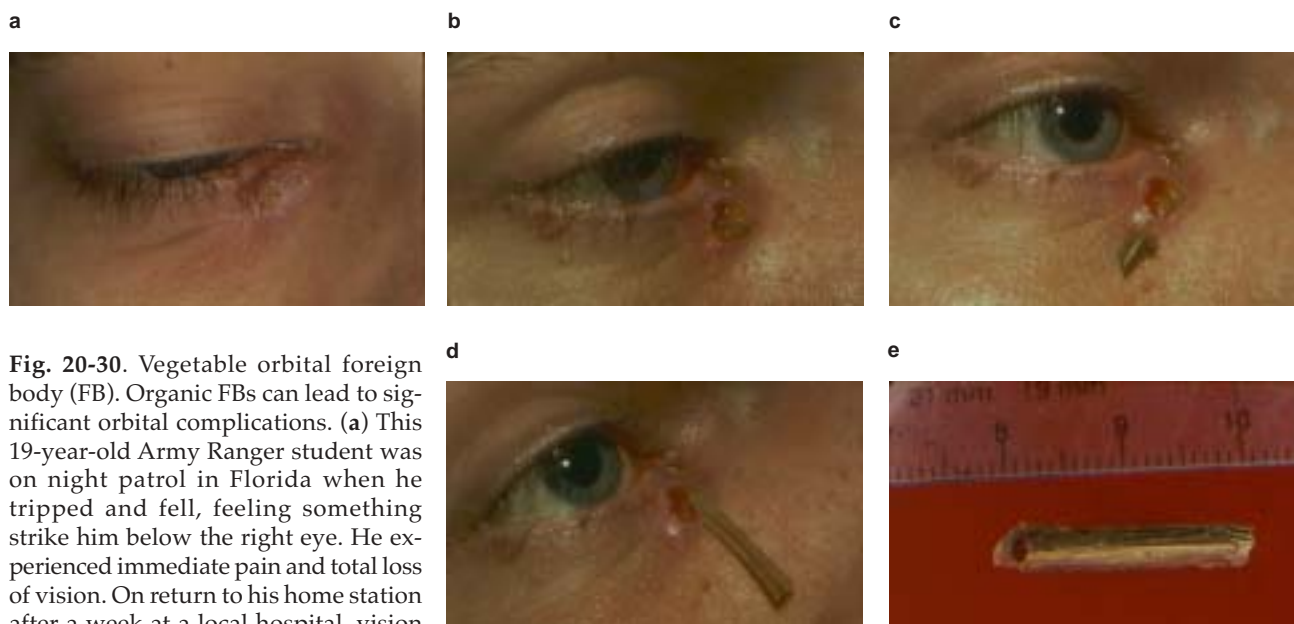 a
b
c
Fig. 20-30. Vegetable orbital foreign
body (FB). Organic FBs can lead to sig-
nificant orbital complications. (a) This
19-year-old Army Ranger student was
on night patrol in Florida when he
tripped and fell, feeling something
strike him below the right eye. He ex-
perienced immediate pain and total loss
of vision. On return to his home station
after a week at a local hospital, vision
d
e
9
10